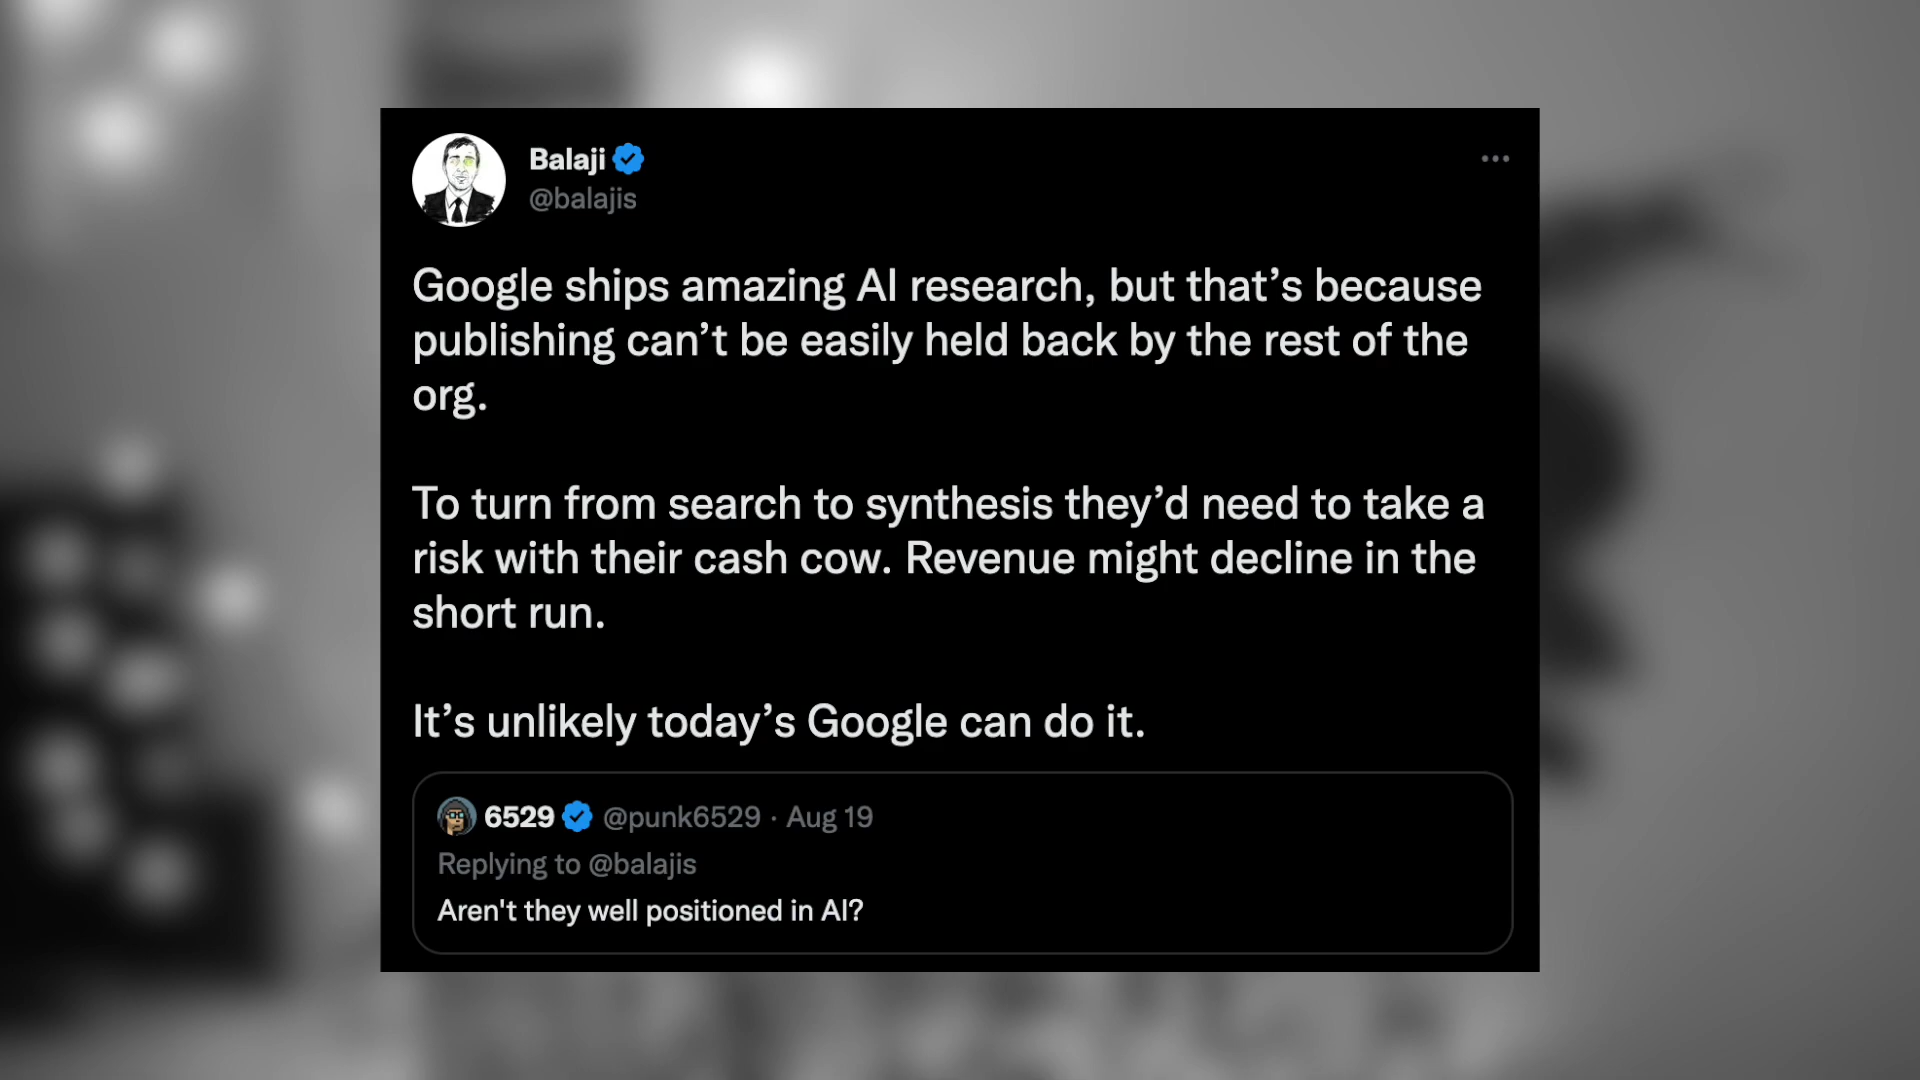 Balaji
@balajis
Google ships amazing AI research, but that’s because
publishing can’t be easily held back by the rest of the
org.
To turn from search to synthesis they’d need to take a
risk with their cash cow. Revenue might decline in the
short run.
It’s unlikely today’s Google can do it.
6529 @punk6529 · Aug 19
Replying to @balajis
Aren't they well positioned in AI?